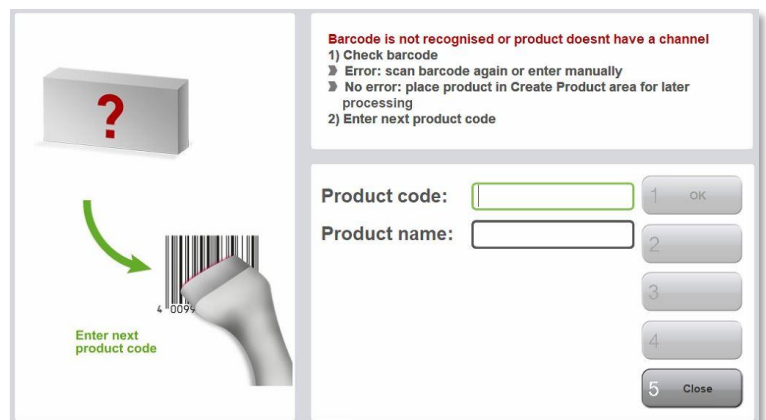 Barcode is not recognised or product doesnt have a channel
1) Check barcode
Error: scan barcode again or enter manually
No error: place product in Create Product area for later
processing
2) Enter next product code
?
4 0099
Enter next
product code
Product code:
Product name:
1 OK
2
3
4
5 Close